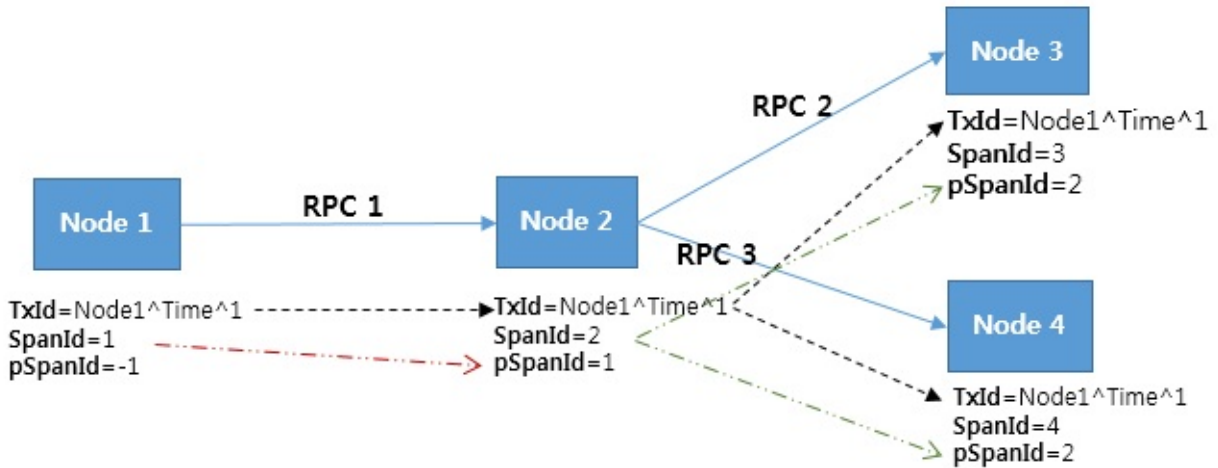 Node 1
RPC 1
Node 2
RPC 2
RPC 3
Node 3
Node 4
TxId=Node1^Time^1
SpanId=1
pSpanId=-1
TxId=Node1^Time^1
SpanId=2
pSpanId=1
TxId=Node1^Time^1
SpanId=3
pSpanId=2
TxId=Node1^Time^1
SpanId=4
pSpanId=2